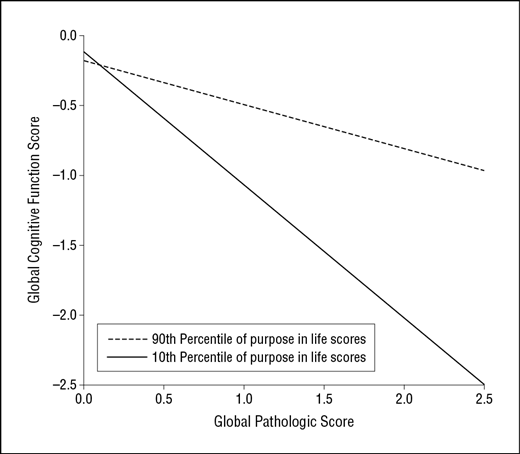 Global Cognitive Function Score
0.0
−0.5
−1.0
−1.5
−2.0
−2.5
90th Percentile of purpose in life scores
10th Percentile of purpose in life scores
0.0 0.5 1.0 1.5 2.0 2.5
Global Pathologic Score